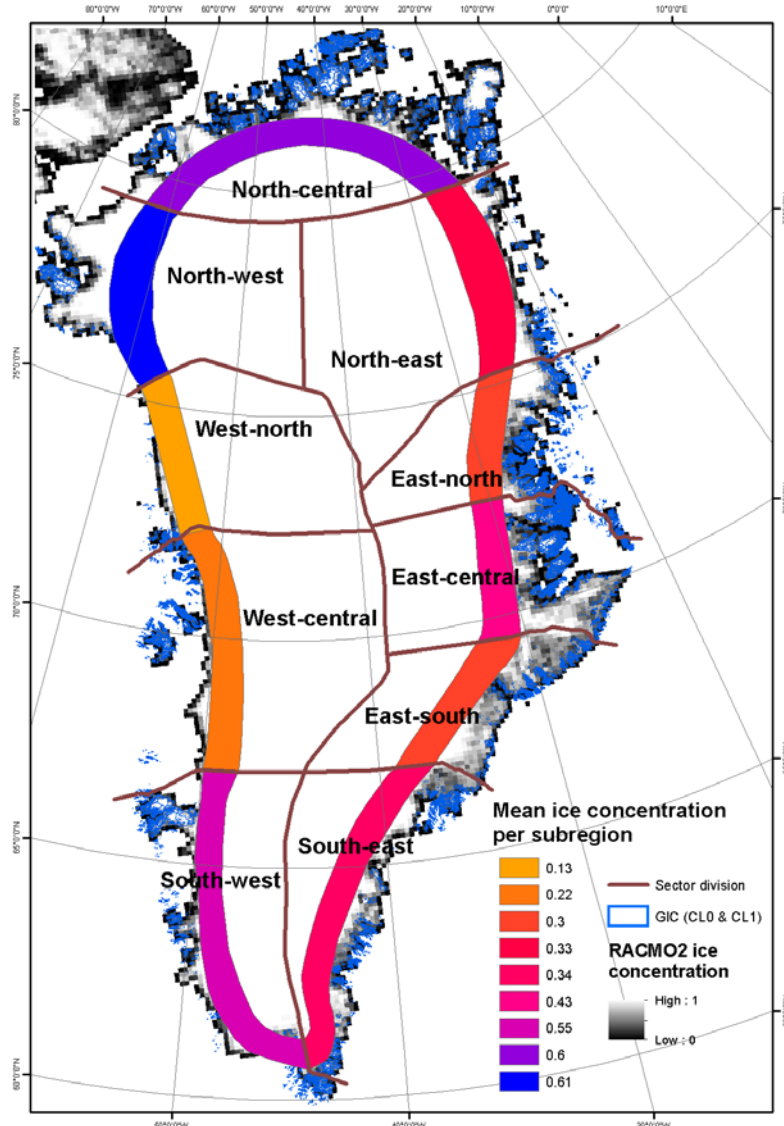 80°0'0"W 70°0'0"W 60°0'0"W 50°0'0"W 40°0'0"W 20°0'0"W 10°0'0"W 0°0'0" 10°0'0"E
80°0'0"N
North-central
North-west
North-east
75°0'0"N
West-north
East-north
East-central
70°0'0"N
West-central
East-south
Mean ice concentration
per subregion
65°0'0"N
South-east
South-west
0.13
0.22
0.3
0.33
0.34
0.43
0.55
0.6
0.61
Sector division
GIC (CL0 & CL1)
RACMO2 ice
concentration
High : 1
Low : 0
60°0'0"N